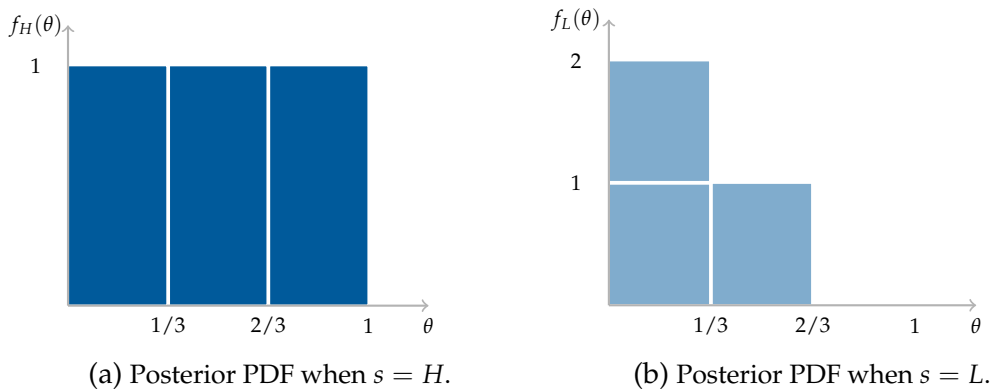 f_H(θ)
1
1/3 2/3 1 θ
(a) Posterior PDF when s = H.
f_L(θ)
2
1
1/3 2/3 1 θ
(b) Posterior PDF when s = L.